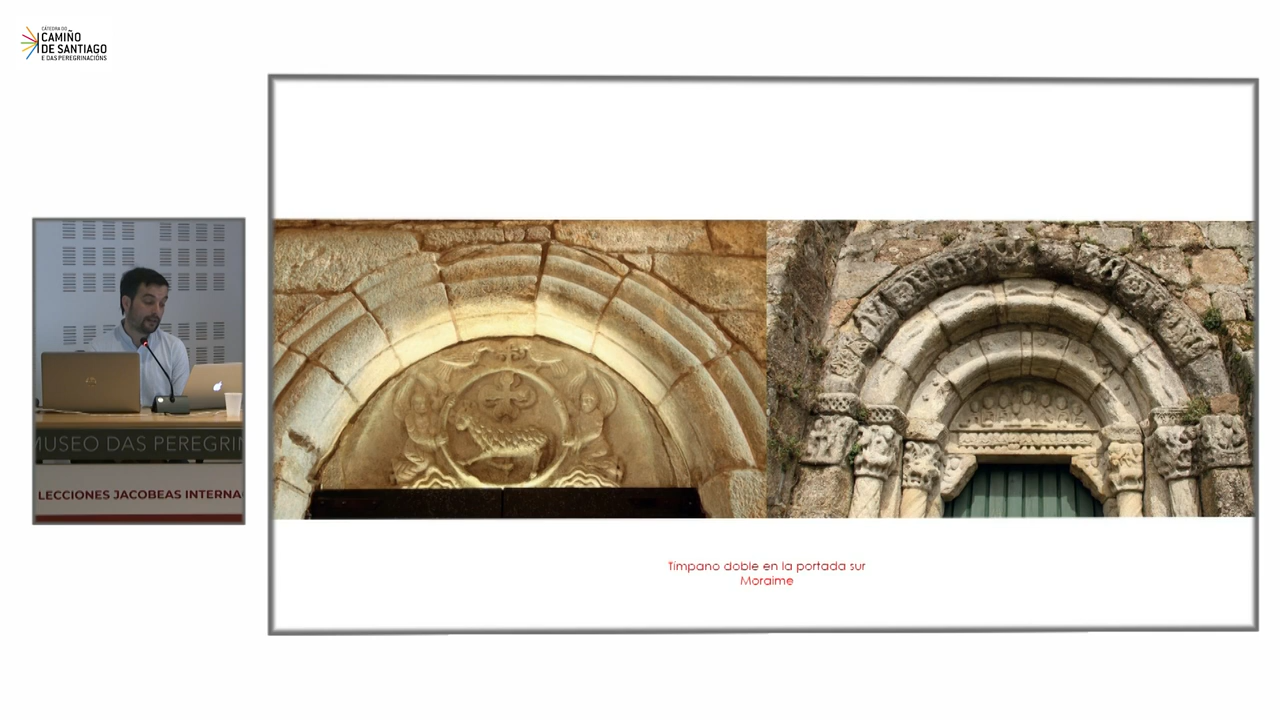 CÁTEDRA DO
CAMIÑO
DE SANTIAGO
E DAS PEREGRINACIÓNS
MUSEO DAS PEREGRI
LECCIONES JACOBEAS INTERNA
Tímpano doble en la portada sur
Moraime